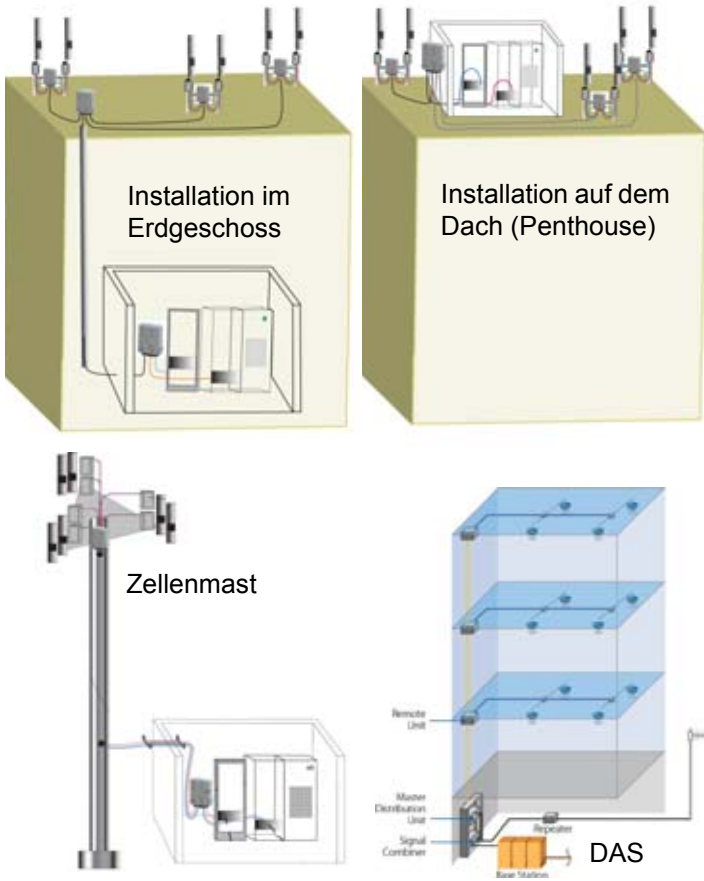 Installation im
Erdgeschoss
Installation auf dem
Dach (Penthouse)
Zellenmast
Remote
Unit
Master
Distribution
Unit
Signal
Combiner
Repeater
Base Station
DAS